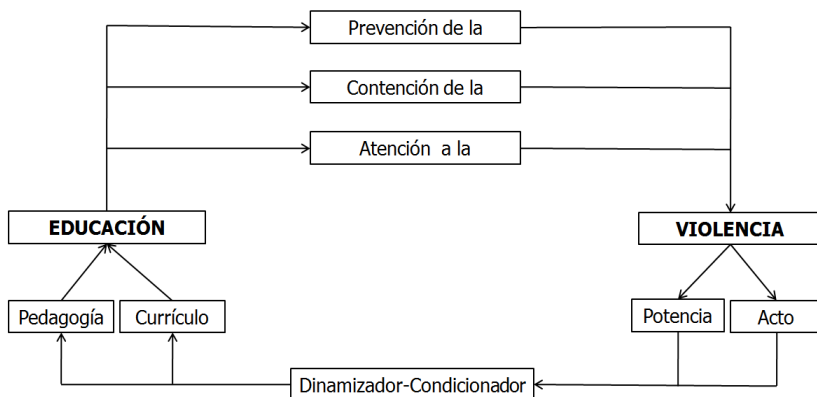 Prevención de la
Contención de la
Atención a la
EDUCACIÓN
VIOLENCIA
Pedagogía
Currículo
Potencia
Acto
Dinamizador-Condicionador